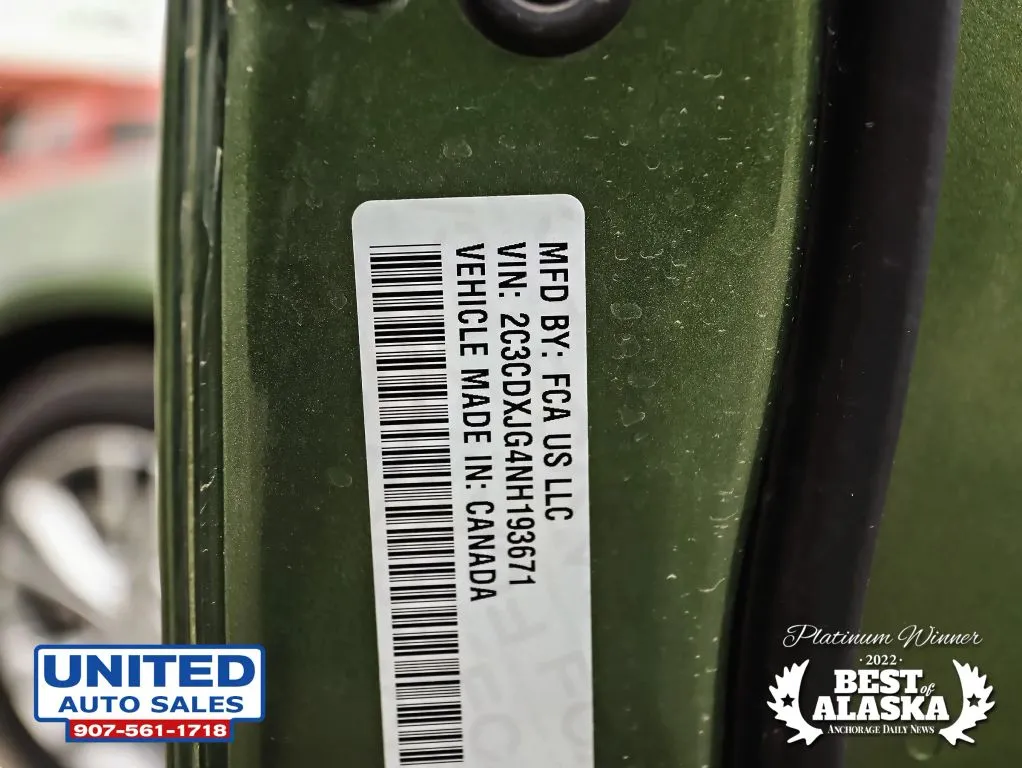 MFD BY: FCA US LLC
VIN: 2C3CDXJG4NH193671
VEHICLE MADE IN: CANADA
UNITED
AUTO SALES
907-561-1718
Platinum Winner
· 2022 ·
BEST of
ALASKA
ANCHORAGE DAILY NEWS